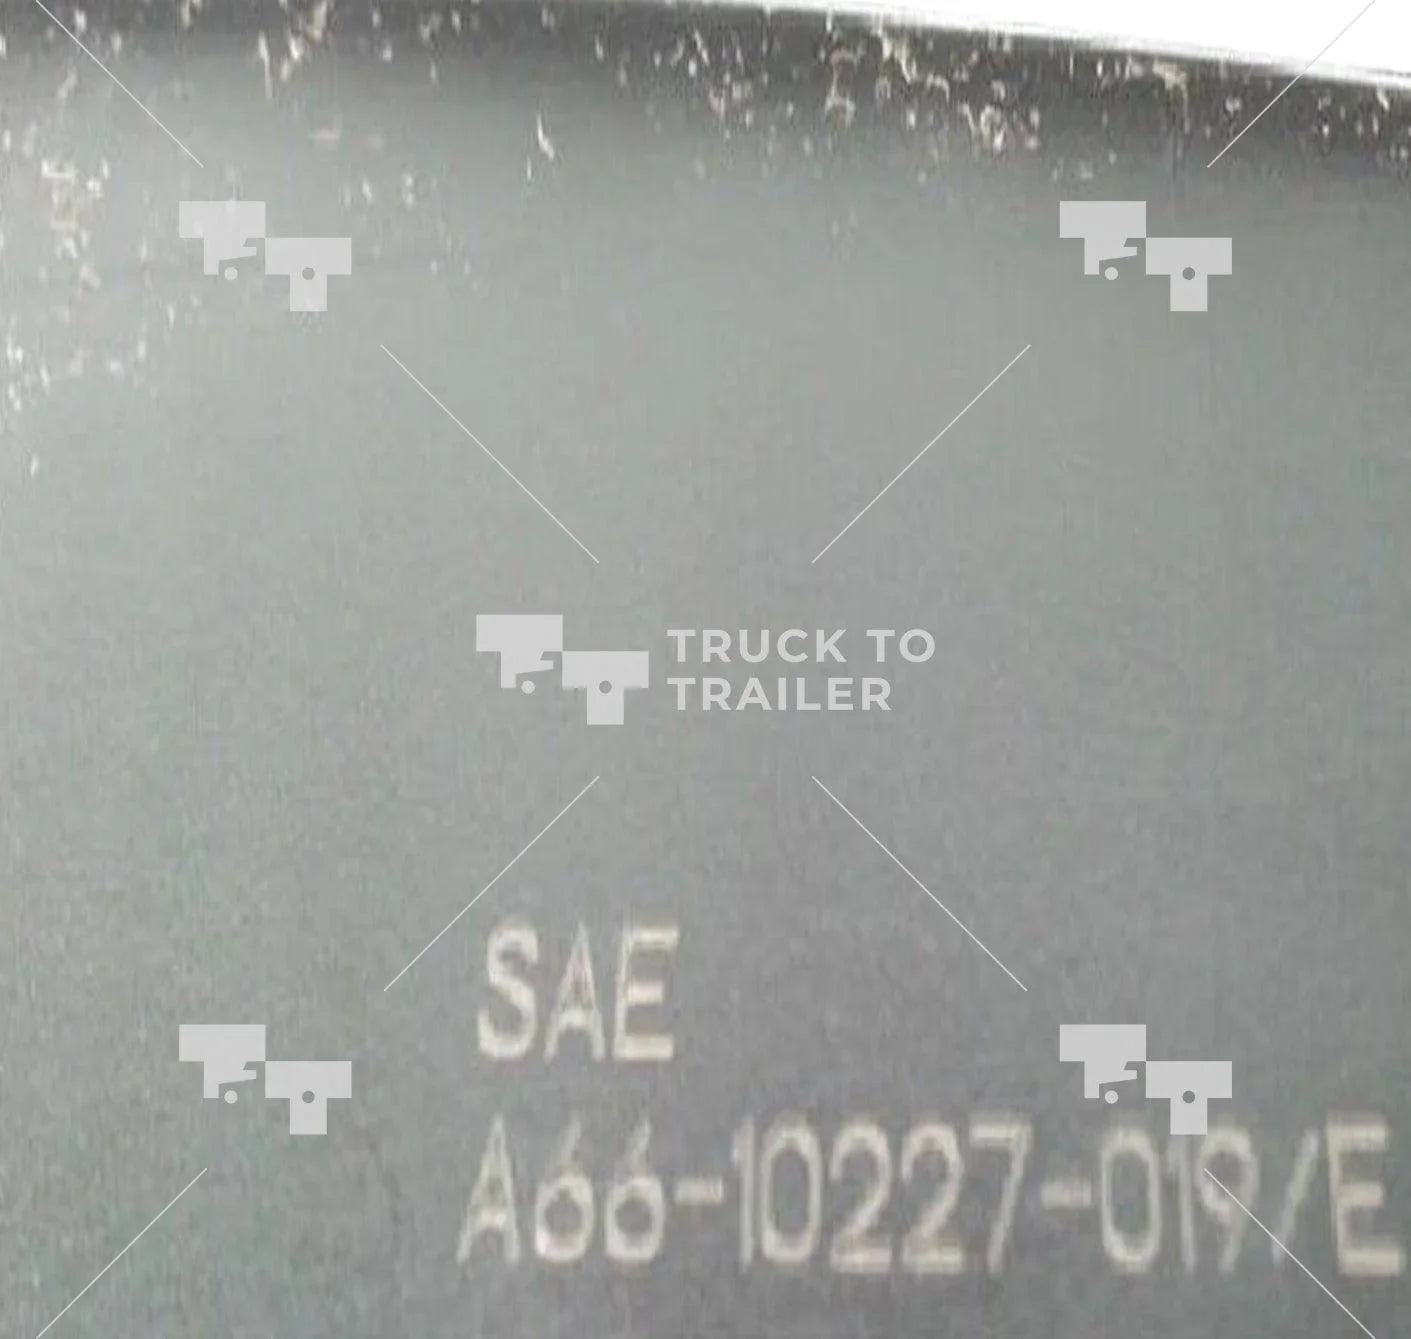 TRUCK TO
TRAILER
SAE
A66-10227-019/E